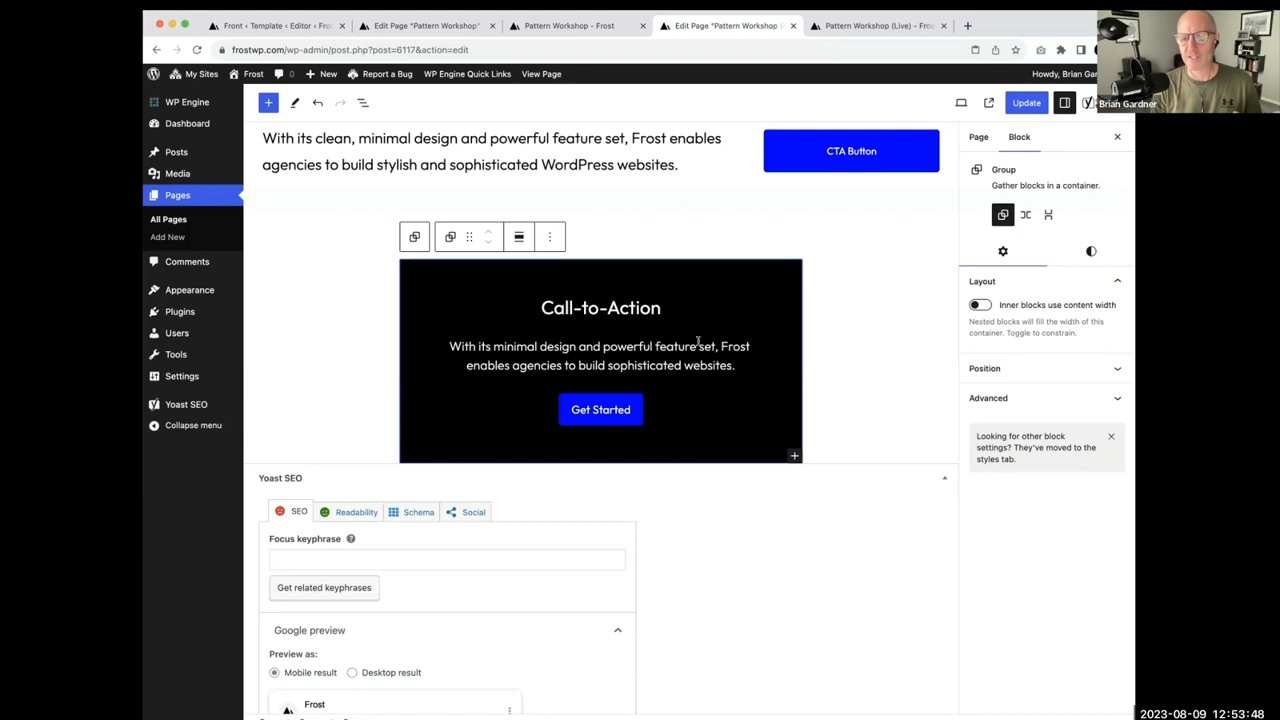 Front ‹ Template ‹ Editor ‹ Fro
Edit Page "Pattern Workshop"
Pattern Workshop - Frost
Edit Page "Pattern Workshop (
Pattern Workshop (Live) - Fro
frostwp.com/wp-admin/post.php?post=6117&action=edit
My Sites
Frost
0
New
Report a Bug
WP Engine Quick Links
View Page
Howdy, Brian Gar
Brian Gardner
WP Engine
Dashboard
Posts
Media
Pages
All Pages
Add New
Comments
Appearance
Plugins
Users
Tools
Settings
Yoast SEO
Collapse menu
Update
With its clean, minimal design and powerful feature set, Frost enables
agencies to build stylish and sophisticated WordPress websites.
CTA Button
Call-to-Action
With its minimal design and powerful feature set, Frost
enables agencies to build sophisticated websites.
Get Started
Yoast SEO
SEO
Readability
Schema
Social
Focus keyphrase
Get related keyphrases
Google preview
Preview as:
Mobile result
Desktop result
Frost
Page
Block
Group
Gather blocks in a container.
Layout
Inner blocks use content width
Nested blocks will fill the width of this
container. Toggle to constrain.
Position
Advanced
Looking for other block
settings? They've moved to the
styles tab.
2023-08-09 12:53:48